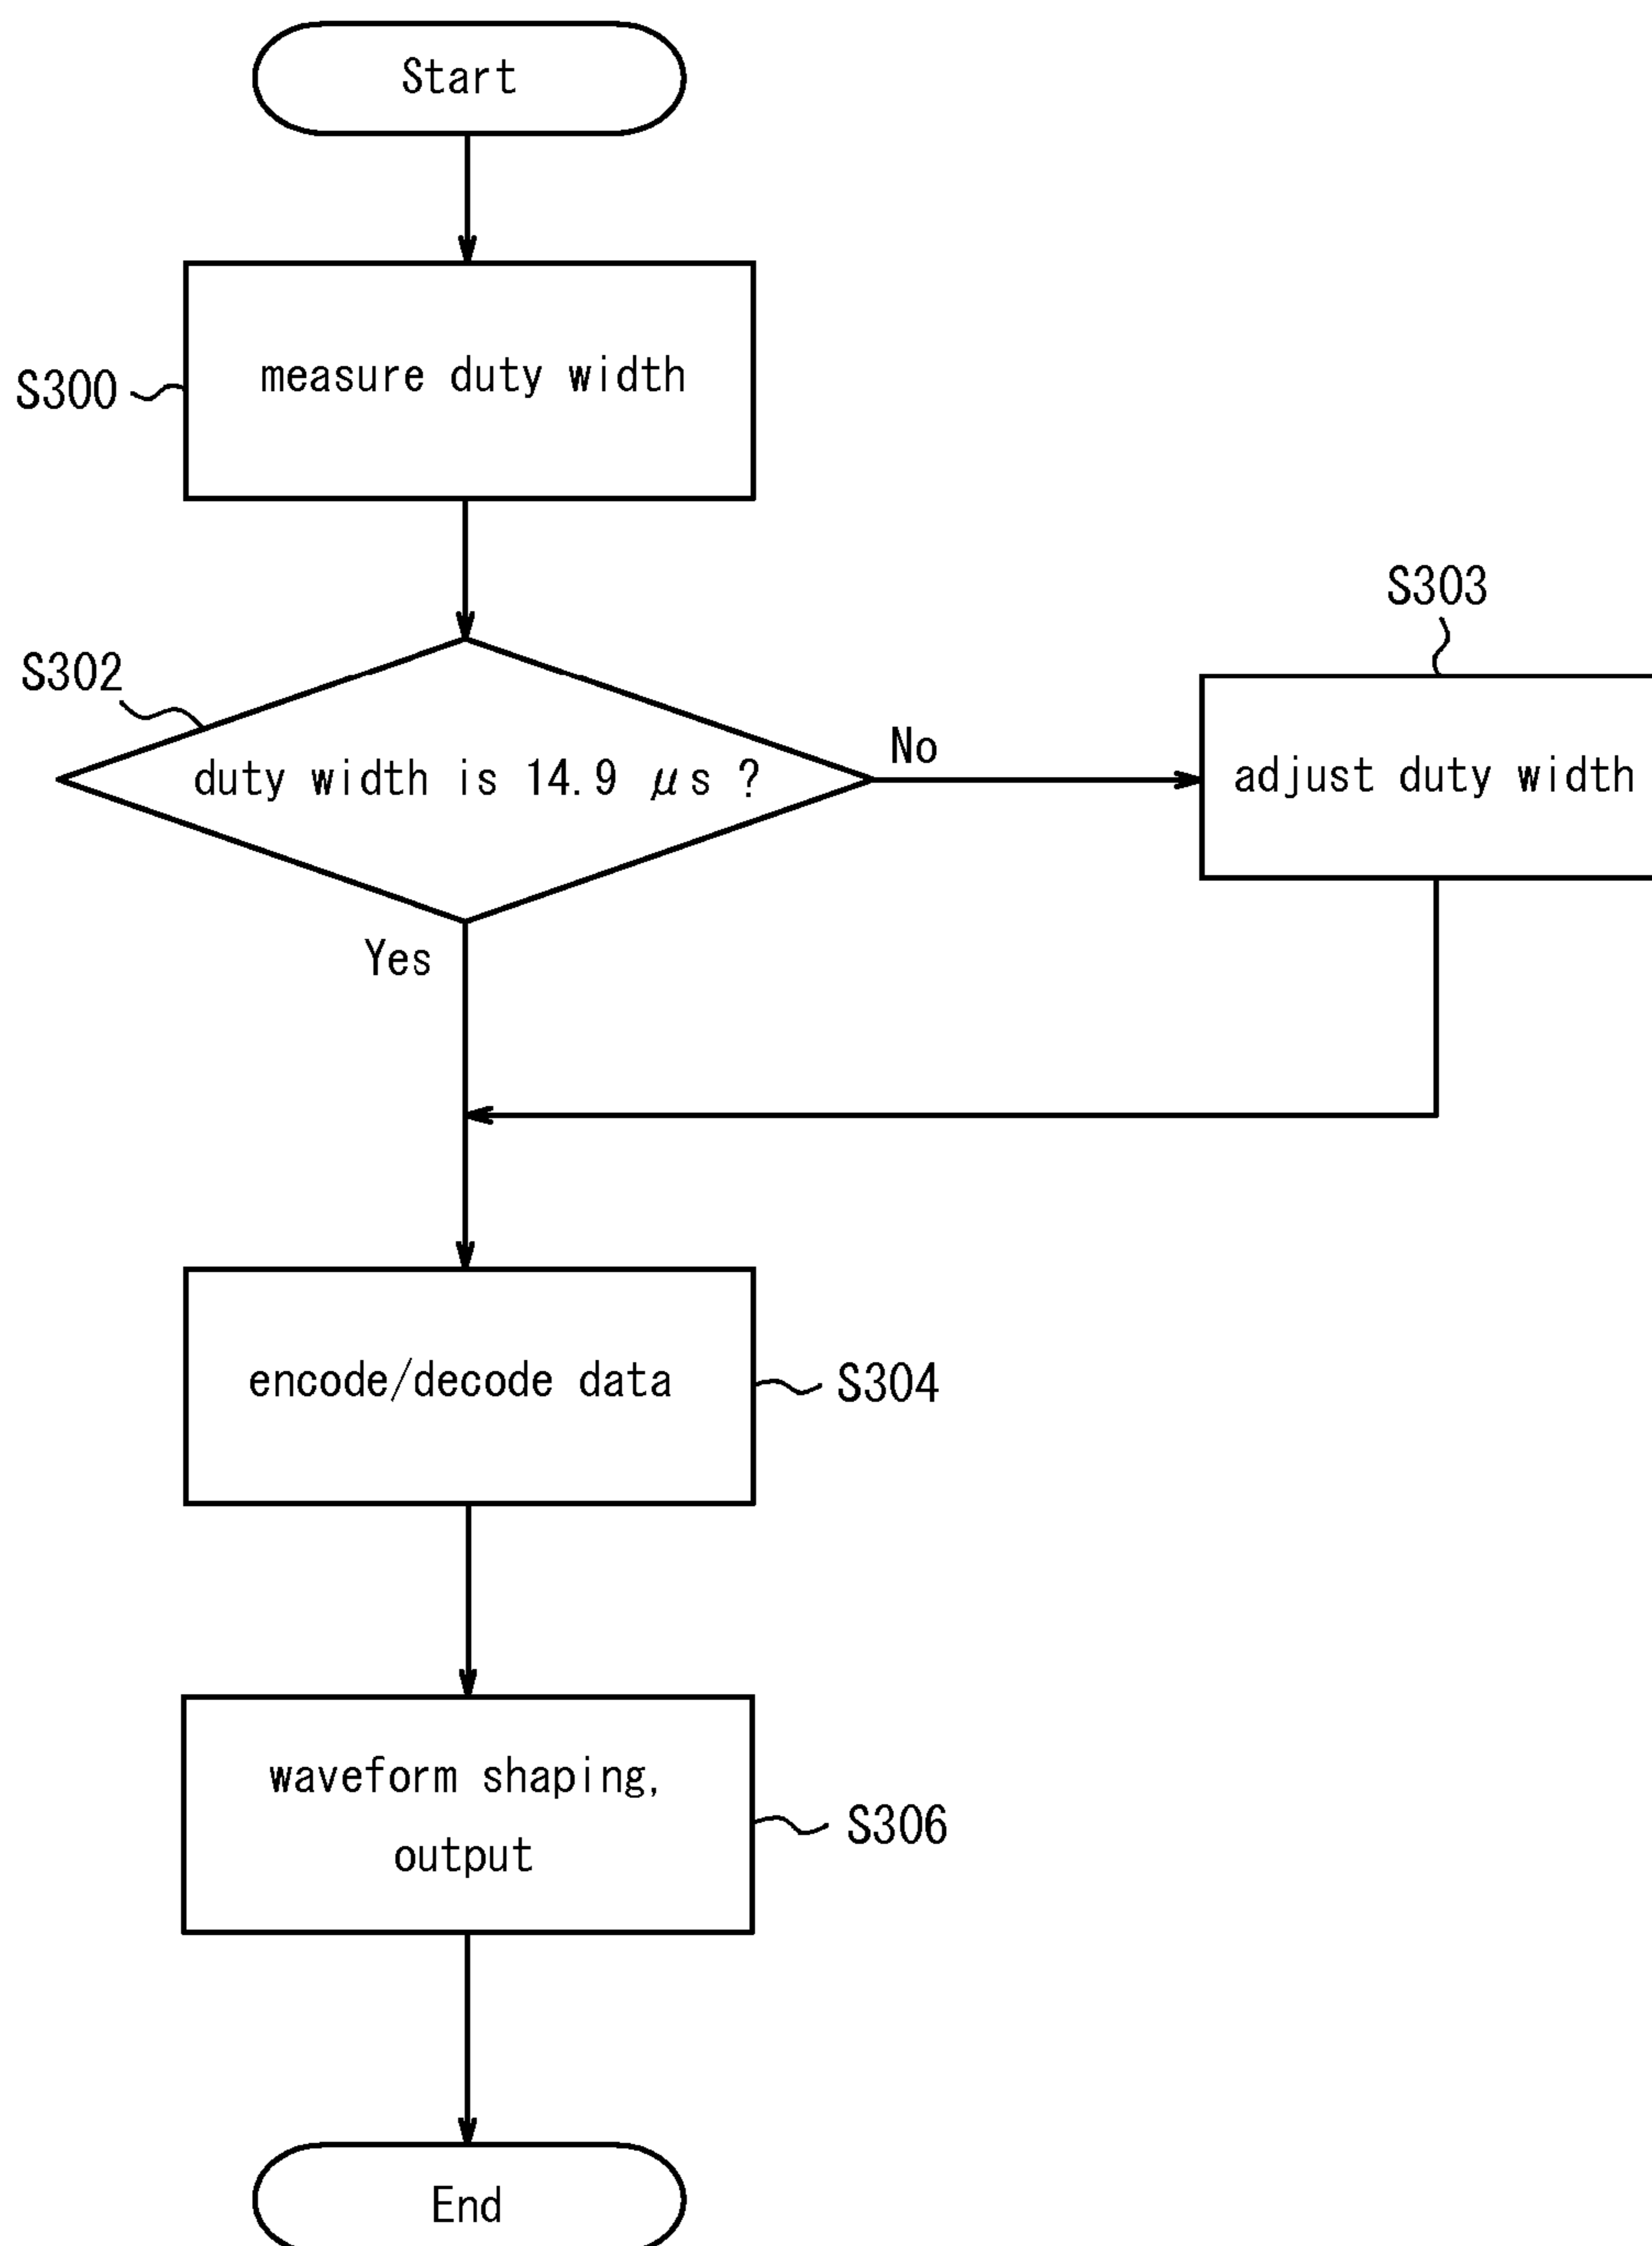 Start
measure duty width
S300
S303
S302
duty width is 14.9 μs ?
No
adjust duty width
Yes
encode/decode data
S304
waveform shaping,
output
S306
End